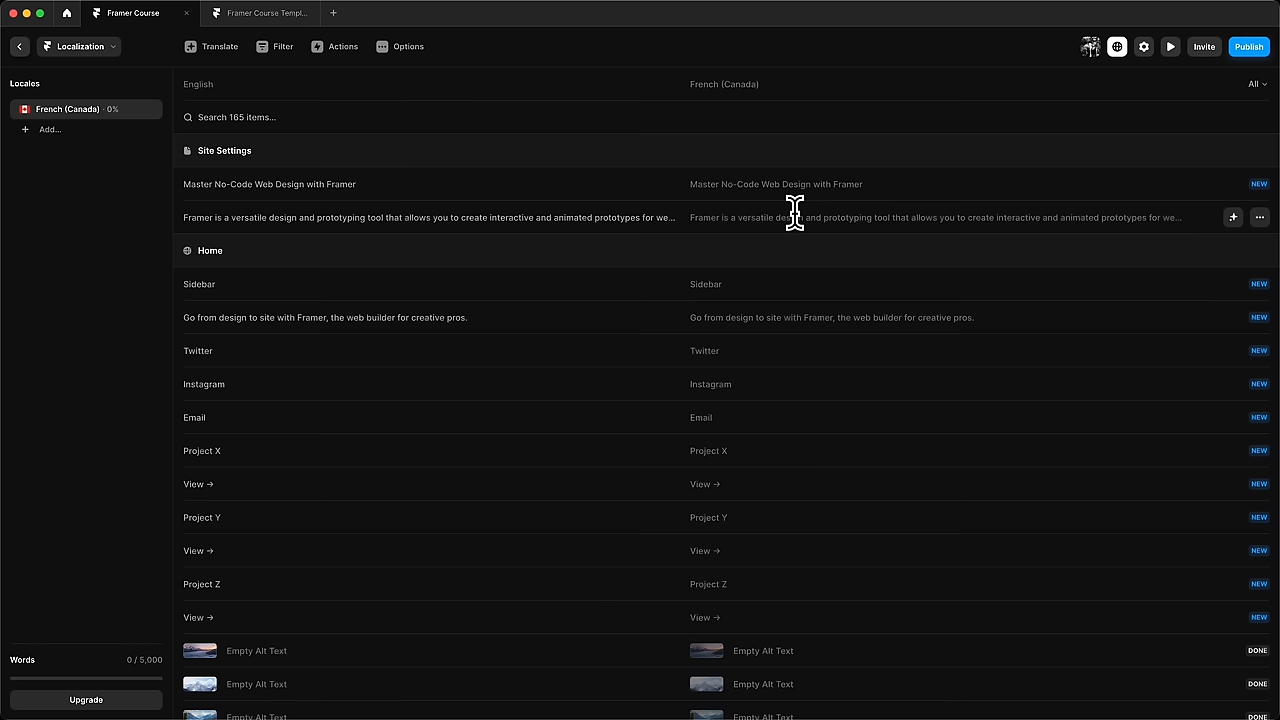 Framer Course
Framer Course Templ...
Localization
Translate
Filter
Actions
Options
Invite
Publish
Locales
French (Canada) · 0%
Add...
English
French (Canada)
All
Search 165 items...
Site Settings
Master No-Code Web Design with Framer
Master No-Code Web Design with Framer
NEW
Framer is a versatile design and prototyping tool that allows you to create interactive and animated prototypes for we...
Framer is a versatile design and prototyping tool that allows you to create interactive and animated prototypes for we...
Home
Sidebar
Sidebar
NEW
Go from design to site with Framer, the web builder for creative pros.
Go from design to site with Framer, the web builder for creative pros.
NEW
Twitter
Twitter
NEW
Instagram
Instagram
NEW
Email
Email
NEW
Project X
Project X
NEW
View →
View →
NEW
Project Y
Project Y
NEW
View →
View →
NEW
Project Z
Project Z
NEW
View →
View →
NEW
Empty Alt Text
Empty Alt Text
DONE
Empty Alt Text
Empty Alt Text
DONE
Empty Alt Text
Empty Alt Text
DONE
Words
0 / 5,000
Upgrade